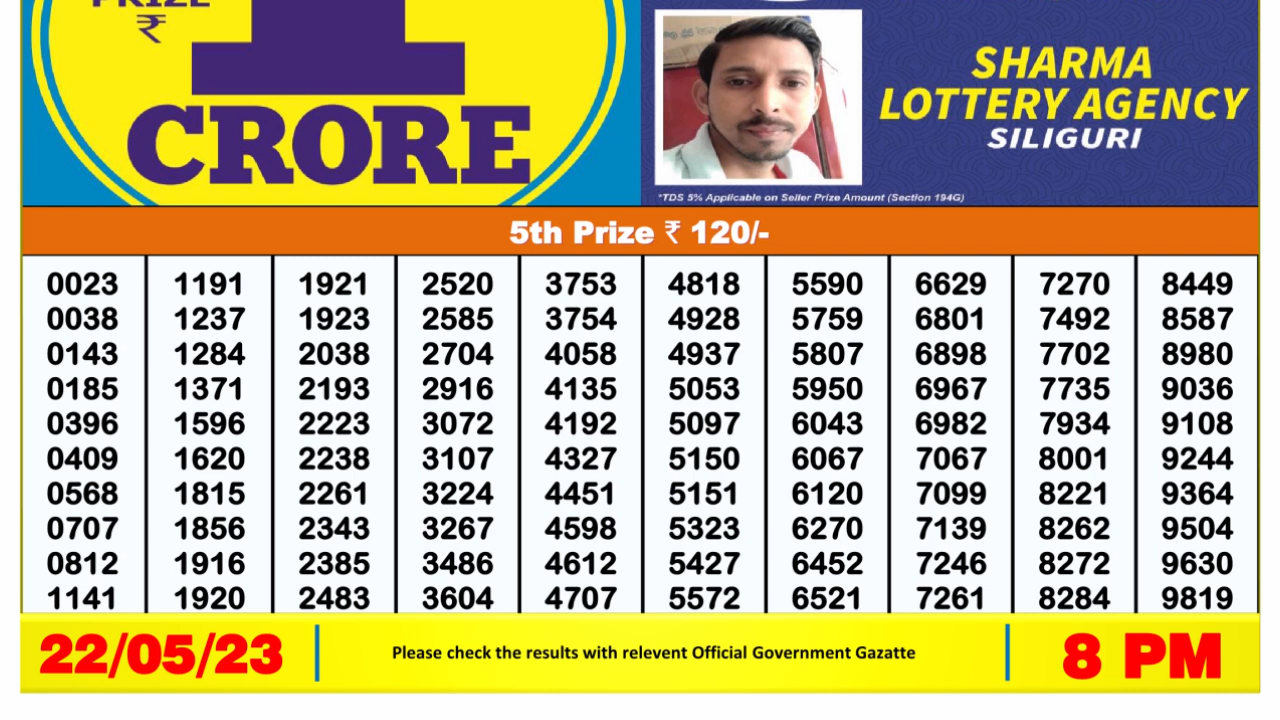 PRIZE
₹
1
CRORE
SHARMA
LOTTERY AGENCY
SILIGURI
*TDS 5% Applicable on Seller Prize Amount (Section 194G)
5th Prize ₹ 120/-
0023 1191 1921 2520 3753 4818 5590 6629 7270 8449
0038 1237 1923 2585 3754 4928 5759 6801 7492 8587
0143 1284 2038 2704 4058 4937 5807 6898 7702 8980
0185 1371 2193 2916 4135 5053 5950 6967 7735 9036
0396 1596 2223 3072 4192 5097 6043 6982 7934 9108
0409 1620 2238 3107 4327 5150 6067 7067 8001 9244
0568 1815 2261 3224 4451 5151 6120 7099 8221 9364
0707 1856 2343 3267 4598 5323 6270 7139 8262 9504
0812 1916 2385 3486 4612 5427 6452 7246 8272 9630
1141 1920 2483 3604 4707 5572 6521 7261 8284 9819
22/05/23 Please check the results with relevent Official Government Gazatte 8 PM